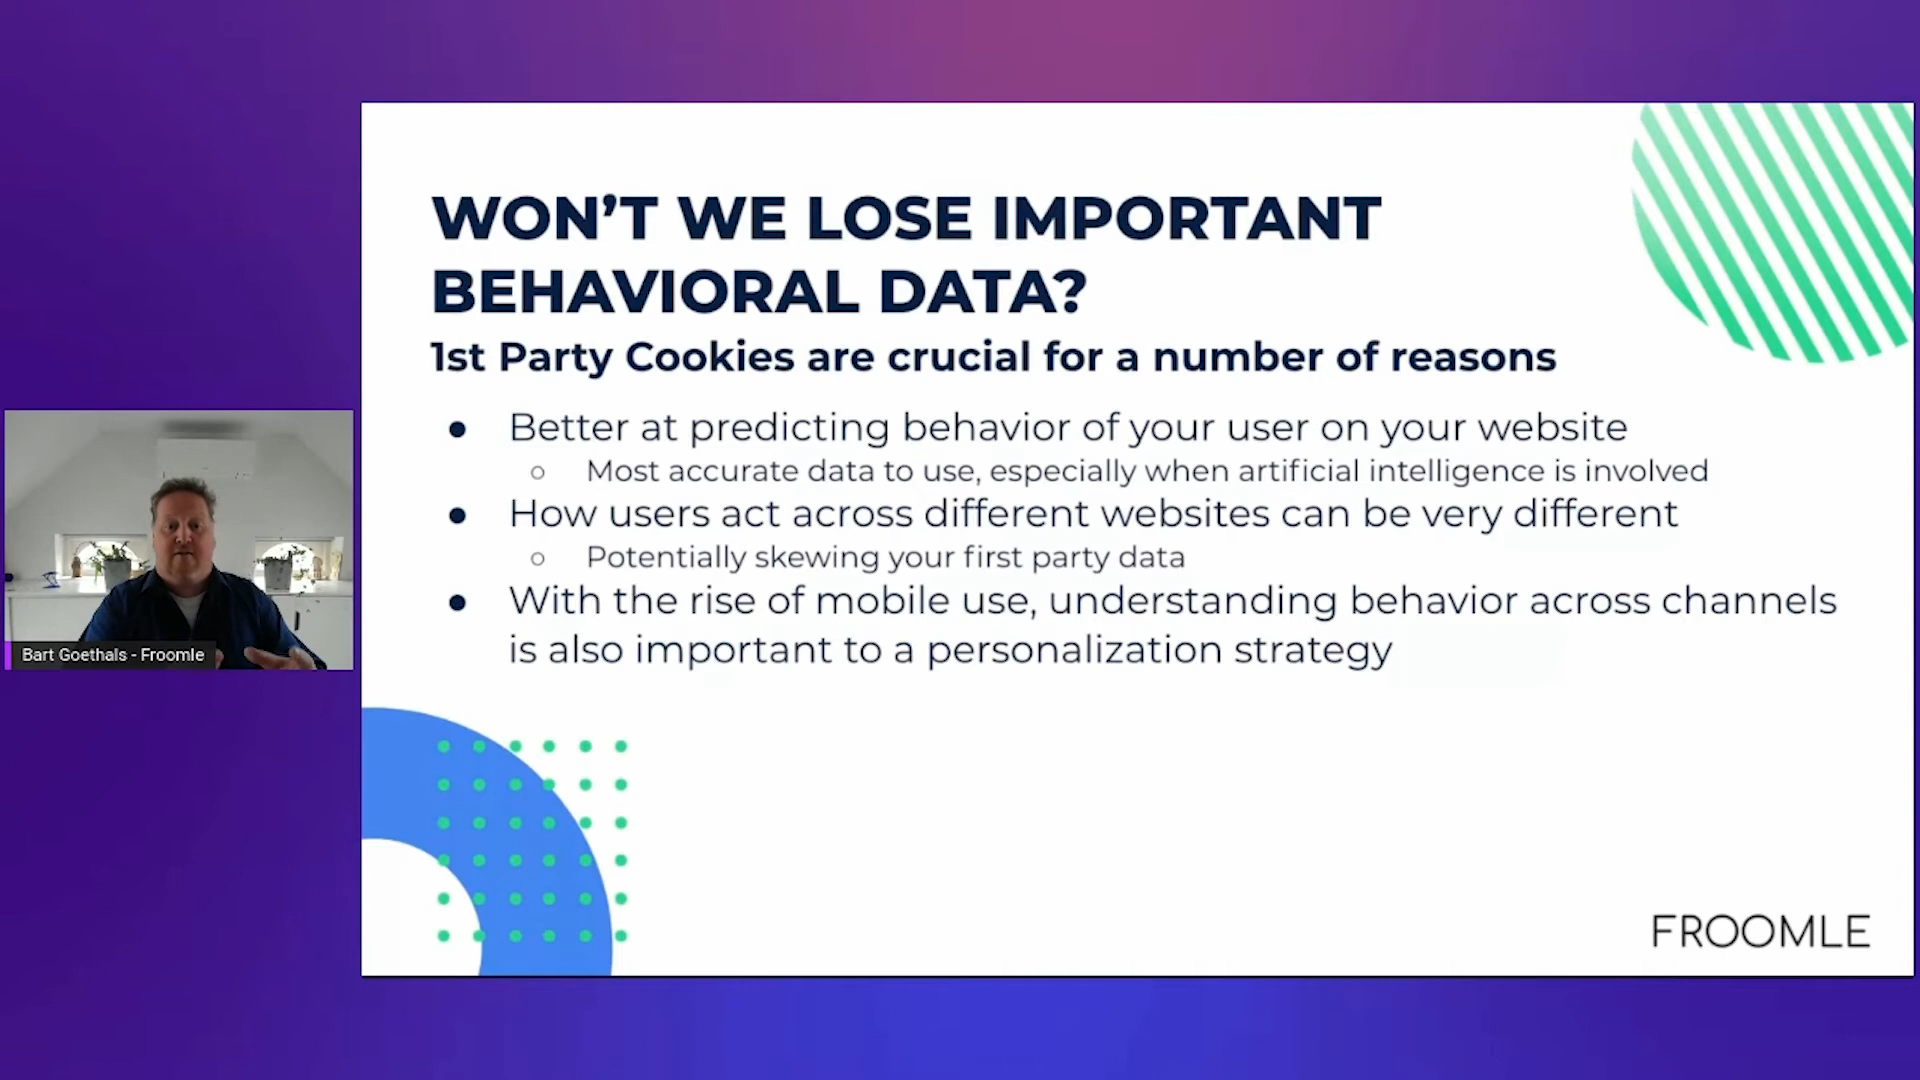 WON'T WE LOSE IMPORTANT
BEHAVIORAL DATA?
1st Party Cookies are crucial for a number of reasons
● Better at predicting behavior of your user on your website
○ Most accurate data to use, especially when artificial intelligence is involved
● How users act across different websites can be very different
○ Potentially skewing your first party data
● With the rise of mobile use, understanding behavior across channels
is also important to a personalization strategy
Bart Goethals - Froomle
FROOMLE